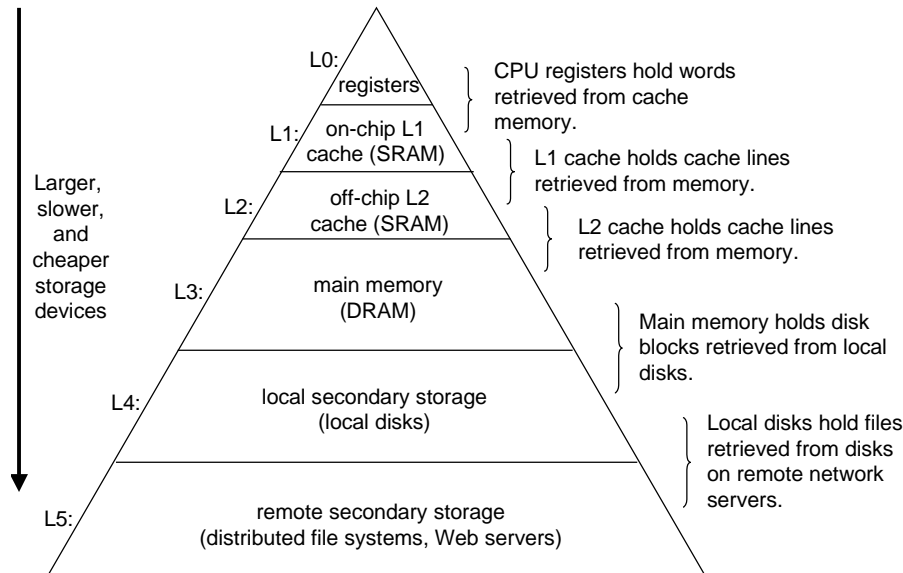 L0:
registers
CPU registers hold words
retrieved from cache
memory.
L1:
on-chip L1
cache (SRAM)
L1 cache holds cache lines
retrieved from memory.
Larger,
slower,
and
cheaper
storage
devices
L2:
off-chip L2
cache (SRAM)
L2 cache holds cache lines
retrieved from memory.
L3:
main memory
(DRAM)
Main memory holds disk
blocks retrieved from local
disks.
L4:
local secondary storage
(local disks)
Local disks hold files
retrieved from disks
on remote network
servers.
L5:
remote secondary storage
(distributed file systems, Web servers)